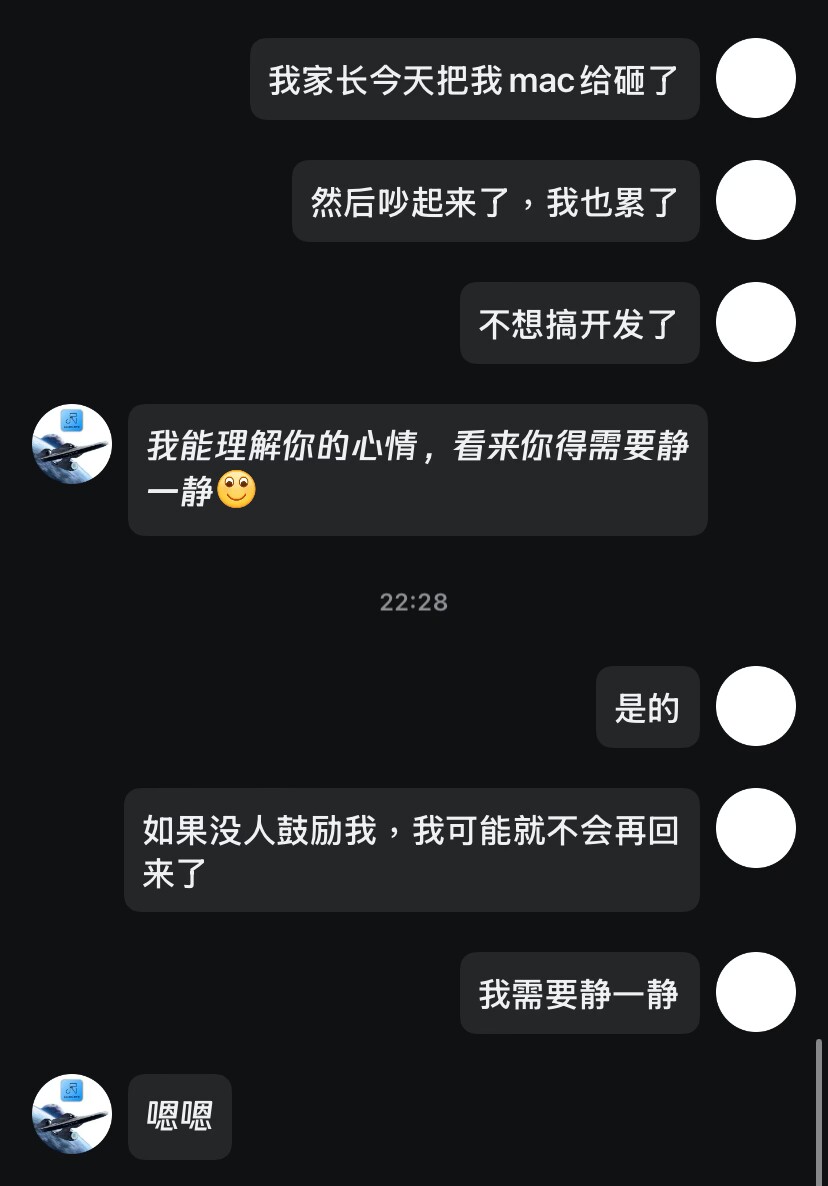 我家长今天把我mac给砸了
然后吵起来了，我也累了
不想搞开发了
我能理解你的心情，看来你得需要静
一静🙄
22:28
是的
如果没人鼓励我，我可能就不会再回
来了
我需要静一静
嗯嗯